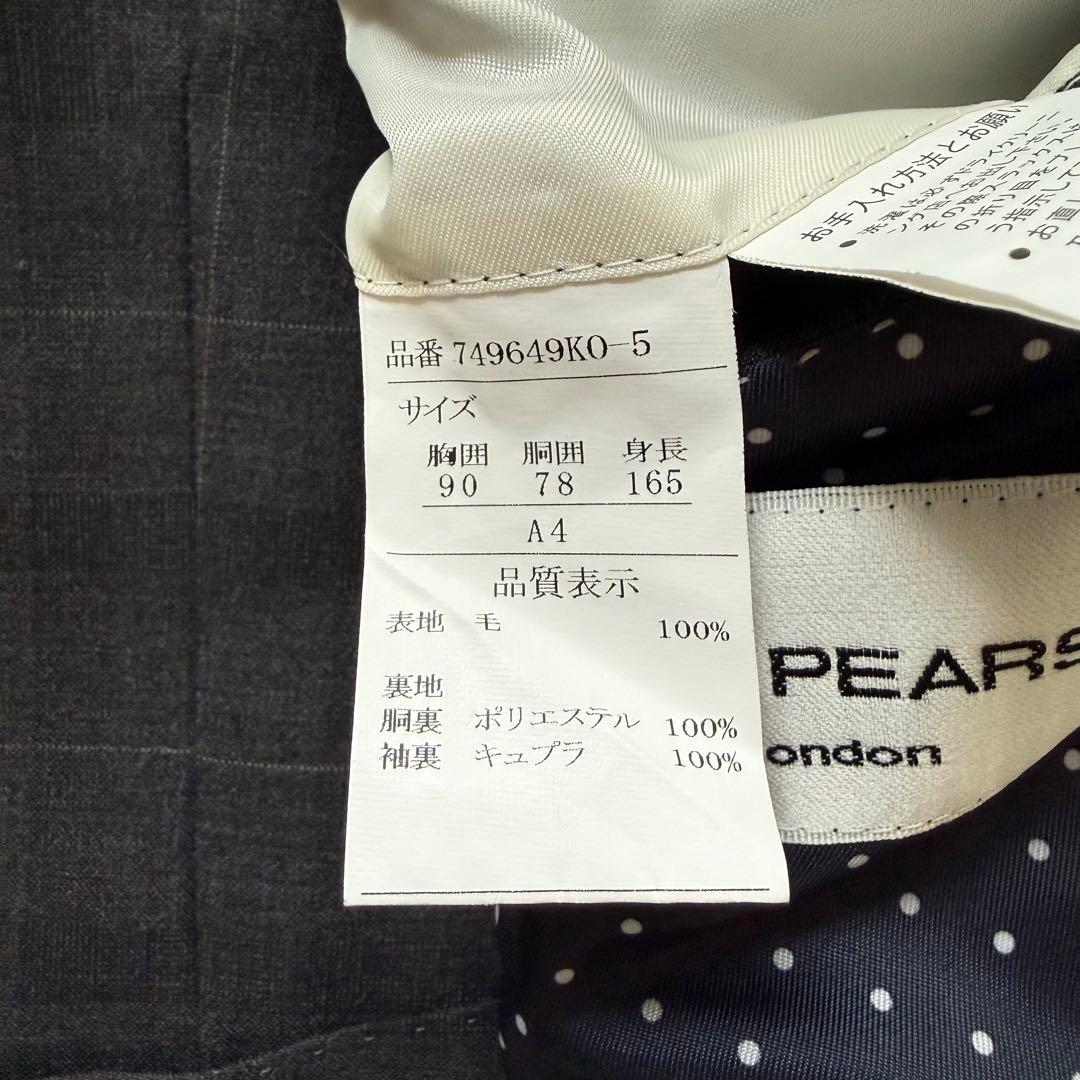 品番 749649KO-5
サイズ
胸囲 胴囲 身長
90 78 165
A4
品質表示
表地 毛 100%
裏地
胴裏 ポリエステル 100%
袖裏 キュプラ 100%
お手入れ方法とお願い
PEARS
ondon